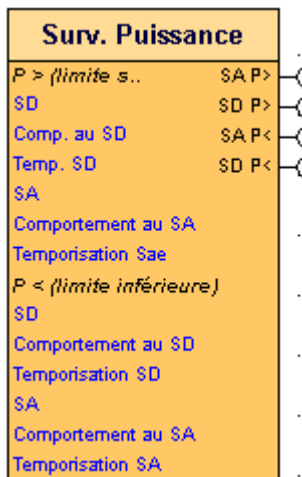 Surv. Puissance
P > (limite s.. SA P>
SD SD P>
Comp. au SD SA P<
Temp. SD SD P<
SA
Comportement au SA
Temporisation Sae
P < (limite inférieure)
SD
Comportement au SD
Temporisation SD
SA
Comportement au SA
Temporisation SA